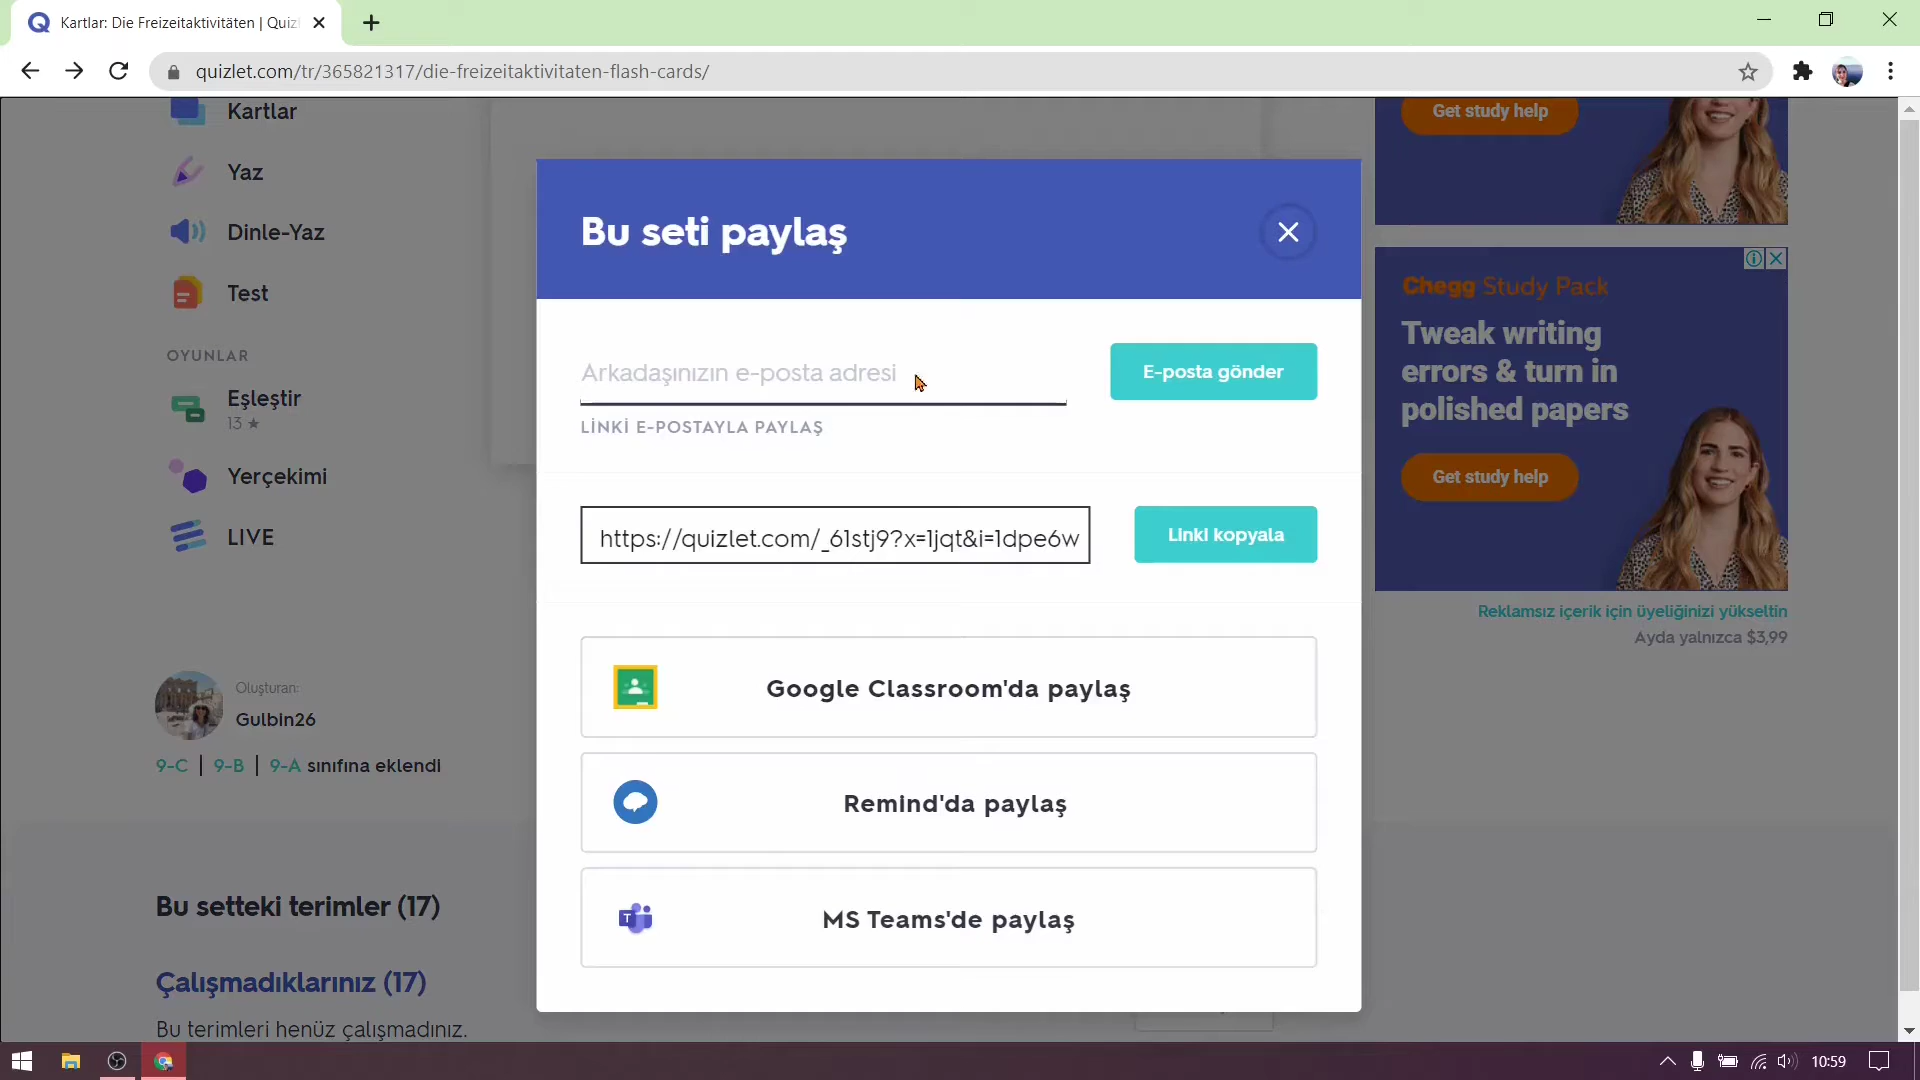 Kartlar: Die Freizeitaktivitäten | Quiz
quizlet.com/tr/365821317/die-freizeitaktivitaten-flash-cards/
Kartlar
Yaz
Dinle-Yaz
Test
OYUNLAR
Eşleştir
13 ★
Yerçekimi
LIVE
Oluşturan:
Gulbin26
9-C | 9-B | 9-A sınıfına eklendi
Bu setteki terimler (17)
Çalışmadıklarınız (17)
Bu terimleri henüz çalışmadınız.
Bu seti paylaş
Arkadaşınızın e-posta adresi
E-posta gönder
LİNKİ E-POSTAYLA PAYLAŞ
https://quizlet.com/_61stj9?x=1jqt&i=1dpe6w
Linki kopyala
Google Classroom'da paylaş
Remind'da paylaş
T
MS Teams'de paylaş
Get study help
Chegg Study Pack
Tweak writing
errors & turn in
polished papers
Get study help
Reklamsız içerik için üyeliğinizi yükseltin
Ayda yalnızca $3,99
10:59